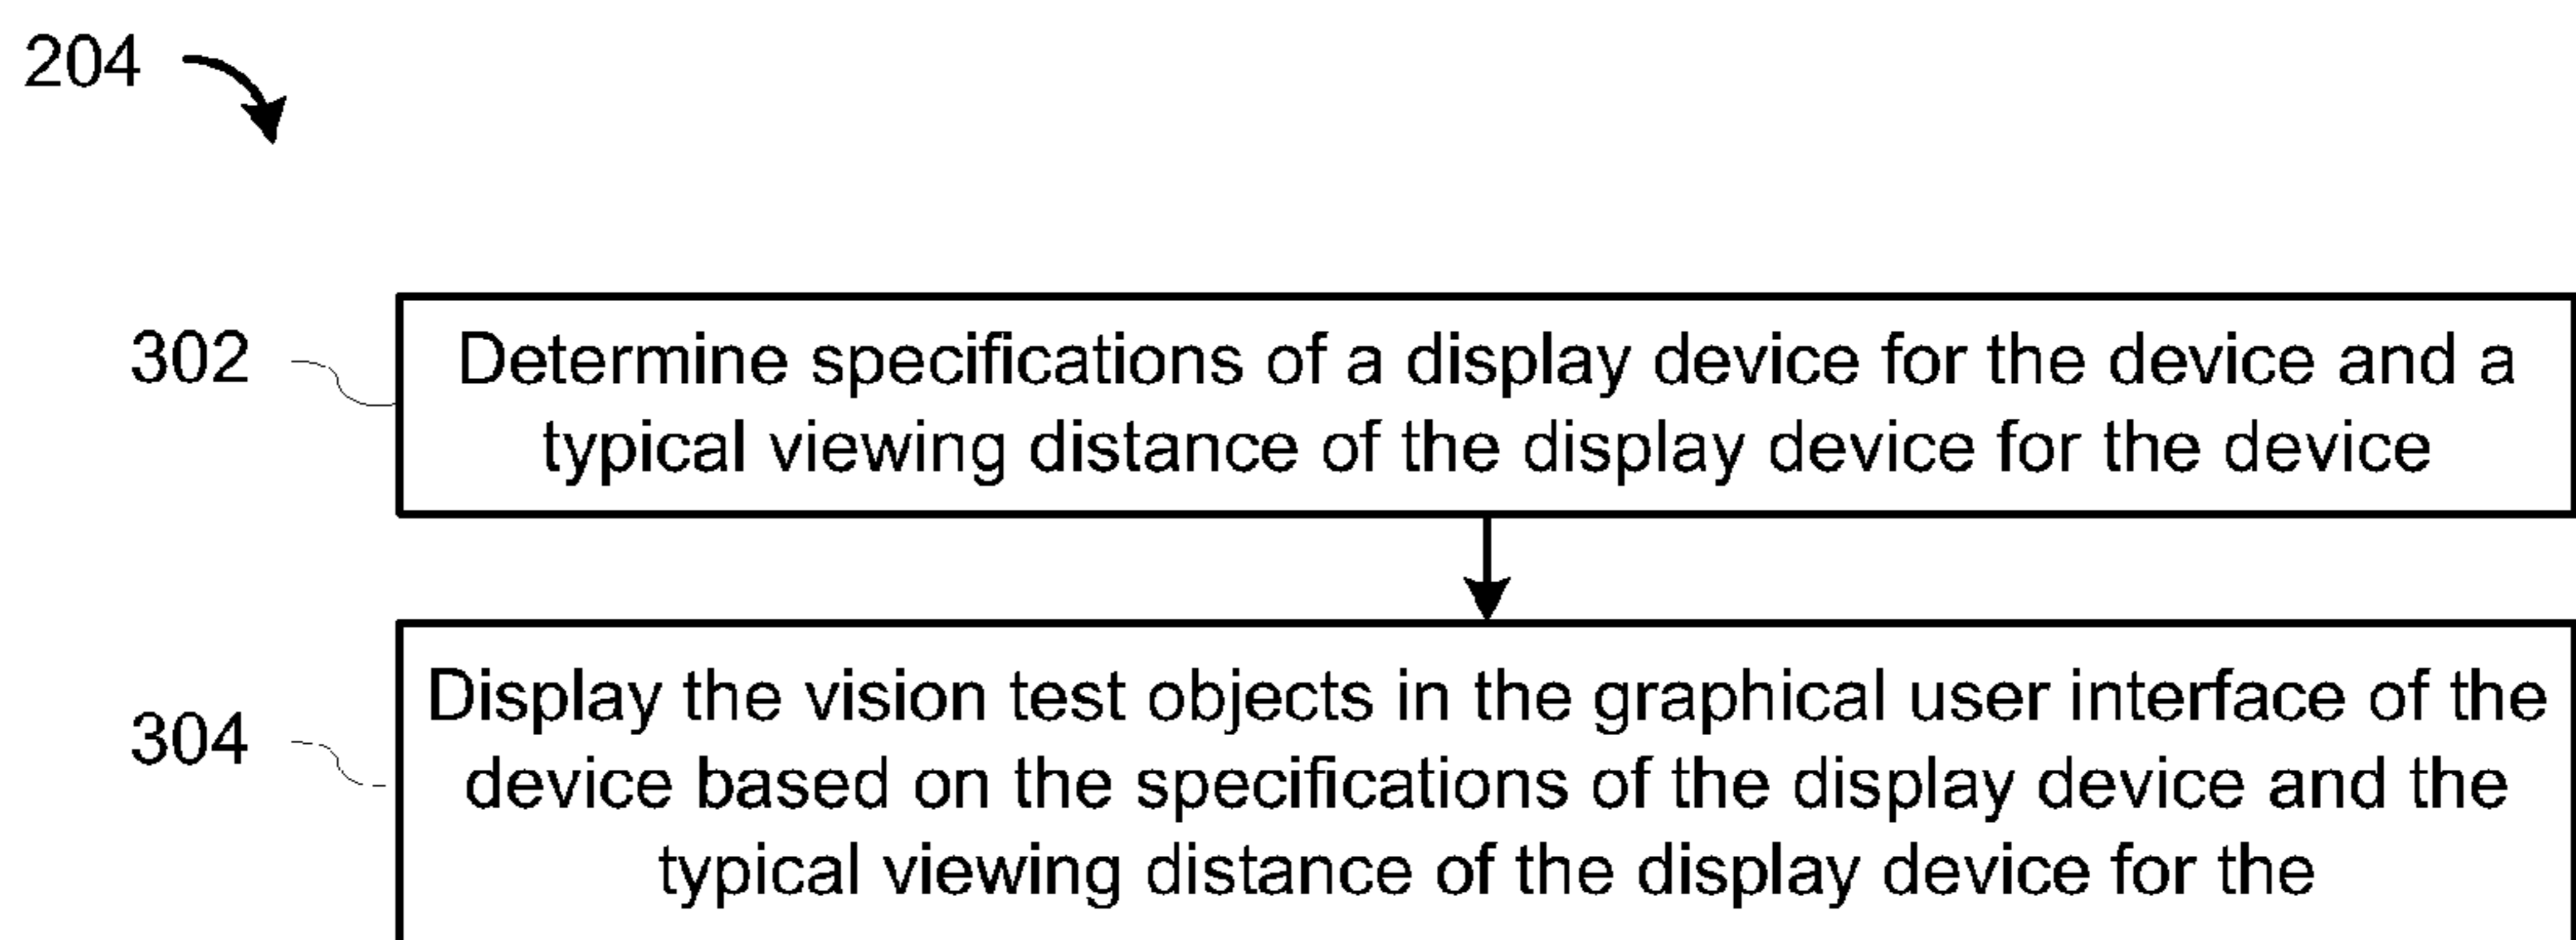 204
302
Determine specifications of a display device for the device and a
typical viewing distance of the display device for the device
304
Display the vision test objects in the graphical user interface of the
device based on the specifications of the display device and the
typical viewing distance of the display device for the